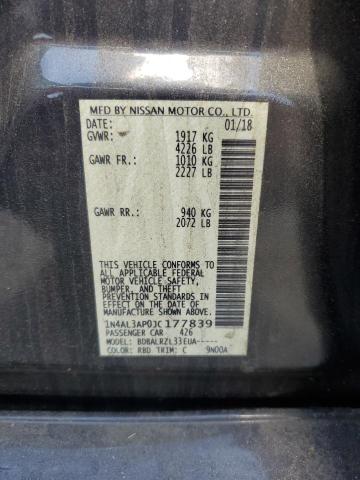 MFD BY NISSAN MOTOR CO., LTD.
DATE: 01/18
GVWR: 1917 KG
4226 LB
GAWR FR.: 1010 KG
2227 LB
GAWR RR.: 940 KG
2072 LB
THIS VEHICLE CONFORMS
TO ALL APPLICABLE FEDERAL
MOTOR VEHICLE SAFETY,
BUMPER, AND THEFT
PREVENTION STANDARDS
IN EFFECT ON THE DATE OF
MANUFACTURE SHOWN ABOVE.
1N4AL3AP0JC177839
PASSENGER CAR 426
MODEL: BDBALRZL33EUA-----
COLOR: RBD TRIM: C 9N00A